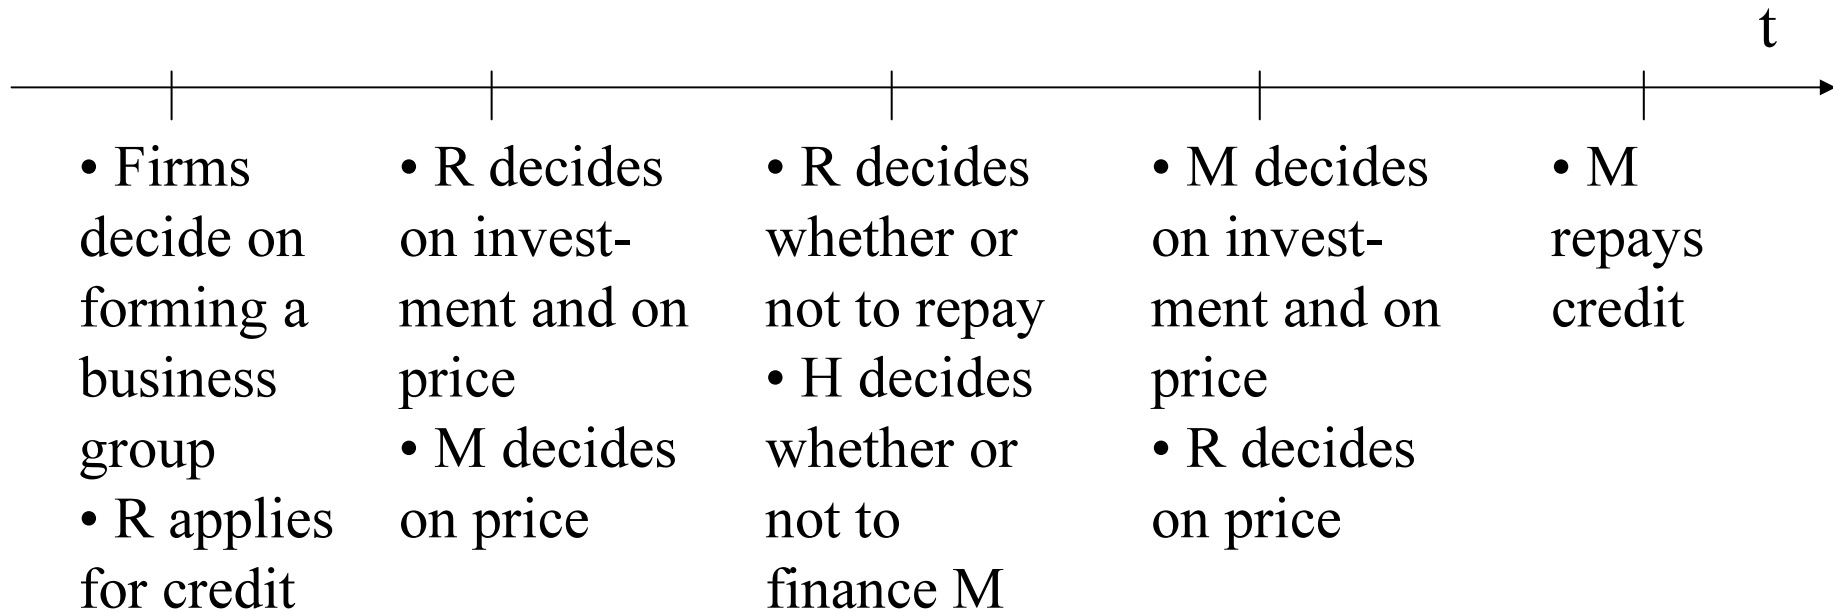 t
• Firms
decide on
forming a
business
group
• R applies
for credit
• R decides
on invest-
ment and on
price
• M decides
on price
• R decides
whether or
not to repay
• H decides
whether or
not to
finance M
• M decides
on invest-
ment and on
price
• R decides
on price
• M
repays
credit